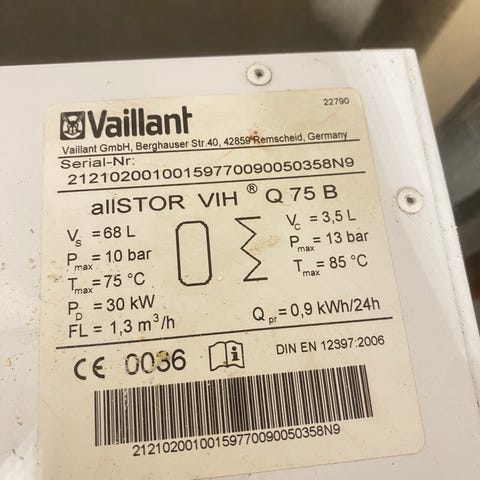 22790
Vaillant
Vaillant GmbH, Berghauser Str.40, 42859 Remscheid, Germany
Serial-Nr:
21210200100159770090050358N9
allSTOR VIH ® Q 75 B
Vs = 68 L
Pmax = 10 bar
Tmax = 75 °C
PD = 30 kW
FL = 1,3 m³/h
Vc = 3,5 L
Pmax = 13 bar
Tmax = 85 °C
Qpr = 0,9 kWh/24h
CE 0036
i
DIN EN 12897:2006
21210200100159770090050358N9